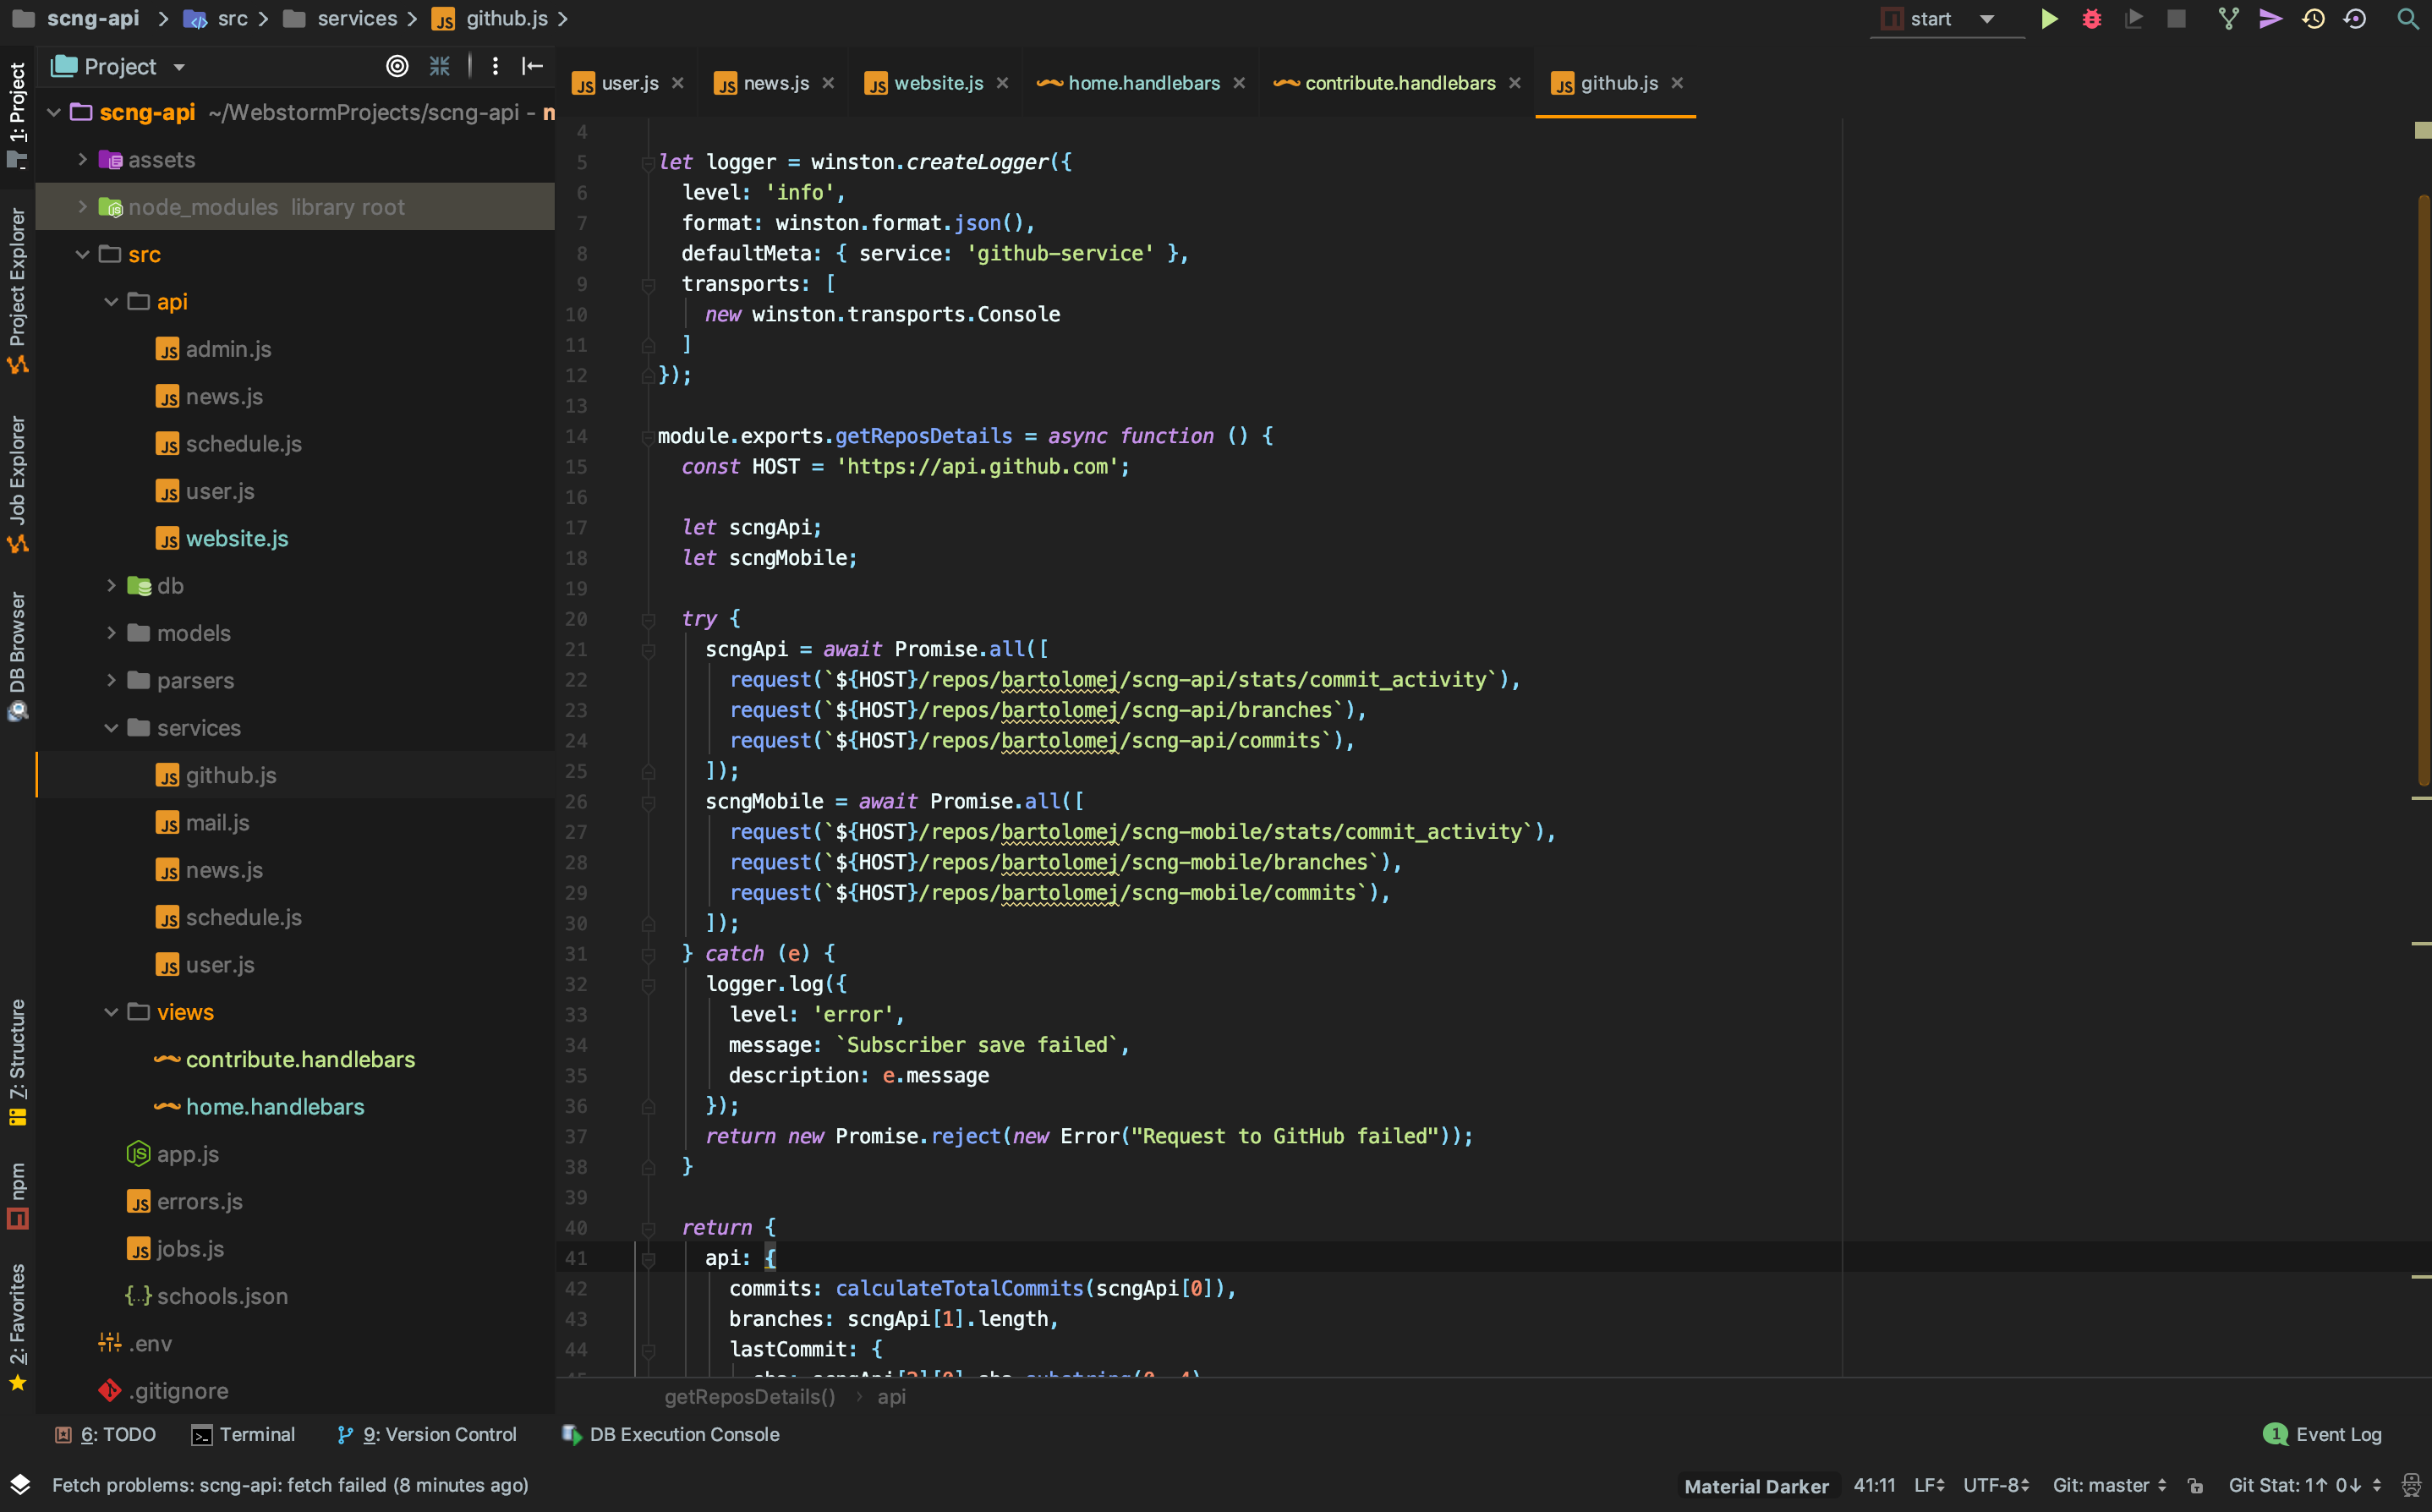 scng-api > src > services > github.js >
start
Project
scng-api ~/WebstormProjects/scng-api -
assets
node_modules library root
src
api
admin.js
news.js
schedule.js
user.js
website.js
db
models
parsers
services
github.js
mail.js
news.js
schedule.js
user.js
views
contribute.handlebars
home.handlebars
app.js
errors.js
jobs.js
schools.json
.env
.gitignore
1: Project
Project Explorer
Job Explorer
DB Browser
7: Structure
npm
2: Favorites
user.js
news.js
website.js
home.handlebars
contribute.handlebars
github.js
4
5 let logger = winston.createLogger({
6 level: 'info',
7 format: winston.format.json(),
8 defaultMeta: { service: 'github-service' },
9 transports: [
10 new winston.transports.Console
11 ]
12 });
13
14 module.exports.getReposDetails = async function () {
15 const HOST = 'https://api.github.com';
16
17 let scngApi;
18 let scngMobile;
19
20 try {
21 scngApi = await Promise.all([
22 request(`${HOST}/repos/bartolomej/scng-api/stats/commit_activity`),
23 request(`${HOST}/repos/bartolomej/scng-api/branches`),
24 request(`${HOST}/repos/bartolomej/scng-api/commits`),
25 ]);
26 scngMobile = await Promise.all([
27 request(`${HOST}/repos/bartolomej/scng-mobile/stats/commit_activity`),
28 request(`${HOST}/repos/bartolomej/scng-mobile/branches`),
29 request(`${HOST}/repos/bartolomej/scng-mobile/commits`),
30 ]);
31 } catch (e) {
32 logger.log({
33 level: 'error',
34 message: `Subscriber save failed`,
35 description: e.message
36 });
37 return new Promise.reject(new Error("Request to GitHub failed"));
38 }
39
40 return {
41 api: {
42 commits: calculateTotalCommits(scngApi[0]),
43 branches: scngApi[1].length,
44 lastCommit: {
getReposDetails() > api
6: TODO
Terminal
9: Version Control
DB Execution Console
1 Event Log
Fetch problems: scng-api: fetch failed (8 minutes ago)
Material Darker
41:11
LF
UTF-8
Git: master
Git Stat: 1↑ 0↓